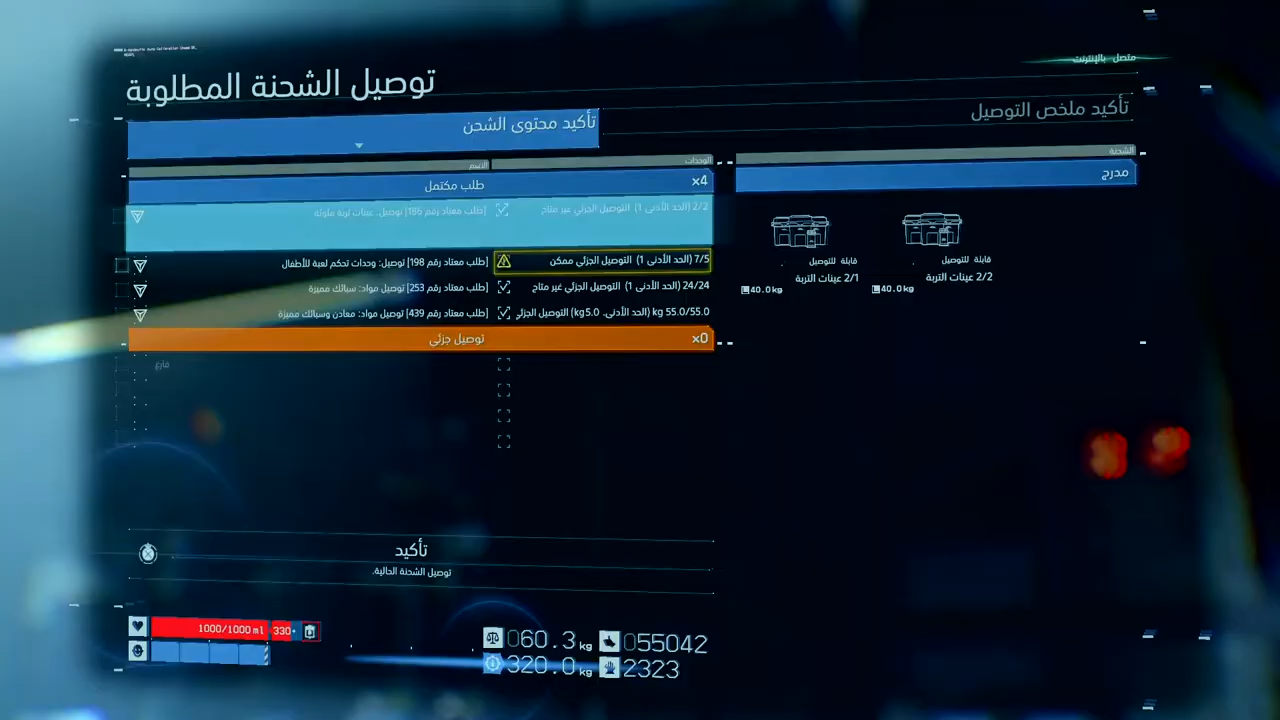 متصل بالإنترنت
توصيل الشحنة المطلوبة
تأكيد ملخص التوصيل
تأكيد محتوى الشحن
الشحنة
الوحدات
الاسم
مدرج
x4
طلب مكتمل
2/2 (الحد الأدنى 1) التوصيل الجزئي غير متاح
[طلب معتاد رقم 186] توصيل: عينات تربة ملوثة
7/5 (الحد الأدنى 1) التوصيل الجزئي ممكن
[طلب معتاد رقم 198] توصيل: وحدات تحكم لعبة للأطفال
24/24 (الحد الأدنى 1) التوصيل الجزئي غير متاح
[طلب معتاد رقم 253] توصيل مواد: سبائك مميزة
55.0/55.0 kg (الحد الأدنى. 5.0kg) التوصيل الجزئي
[طلب معتاد رقم 439] توصيل مواد: معادن وسبائك مميزة
x0
توصيل جزئي
فارغ
قابلة للتوصيل
2/2 عينات التربة
40.0kg
قابلة للتوصيل
2/1 عينات التربة
40.0kg
تأكيد
توصيل الشحنة الحالية.
1000/1000 ml
330+
060.3 kg
055042
320.0 kg
2323